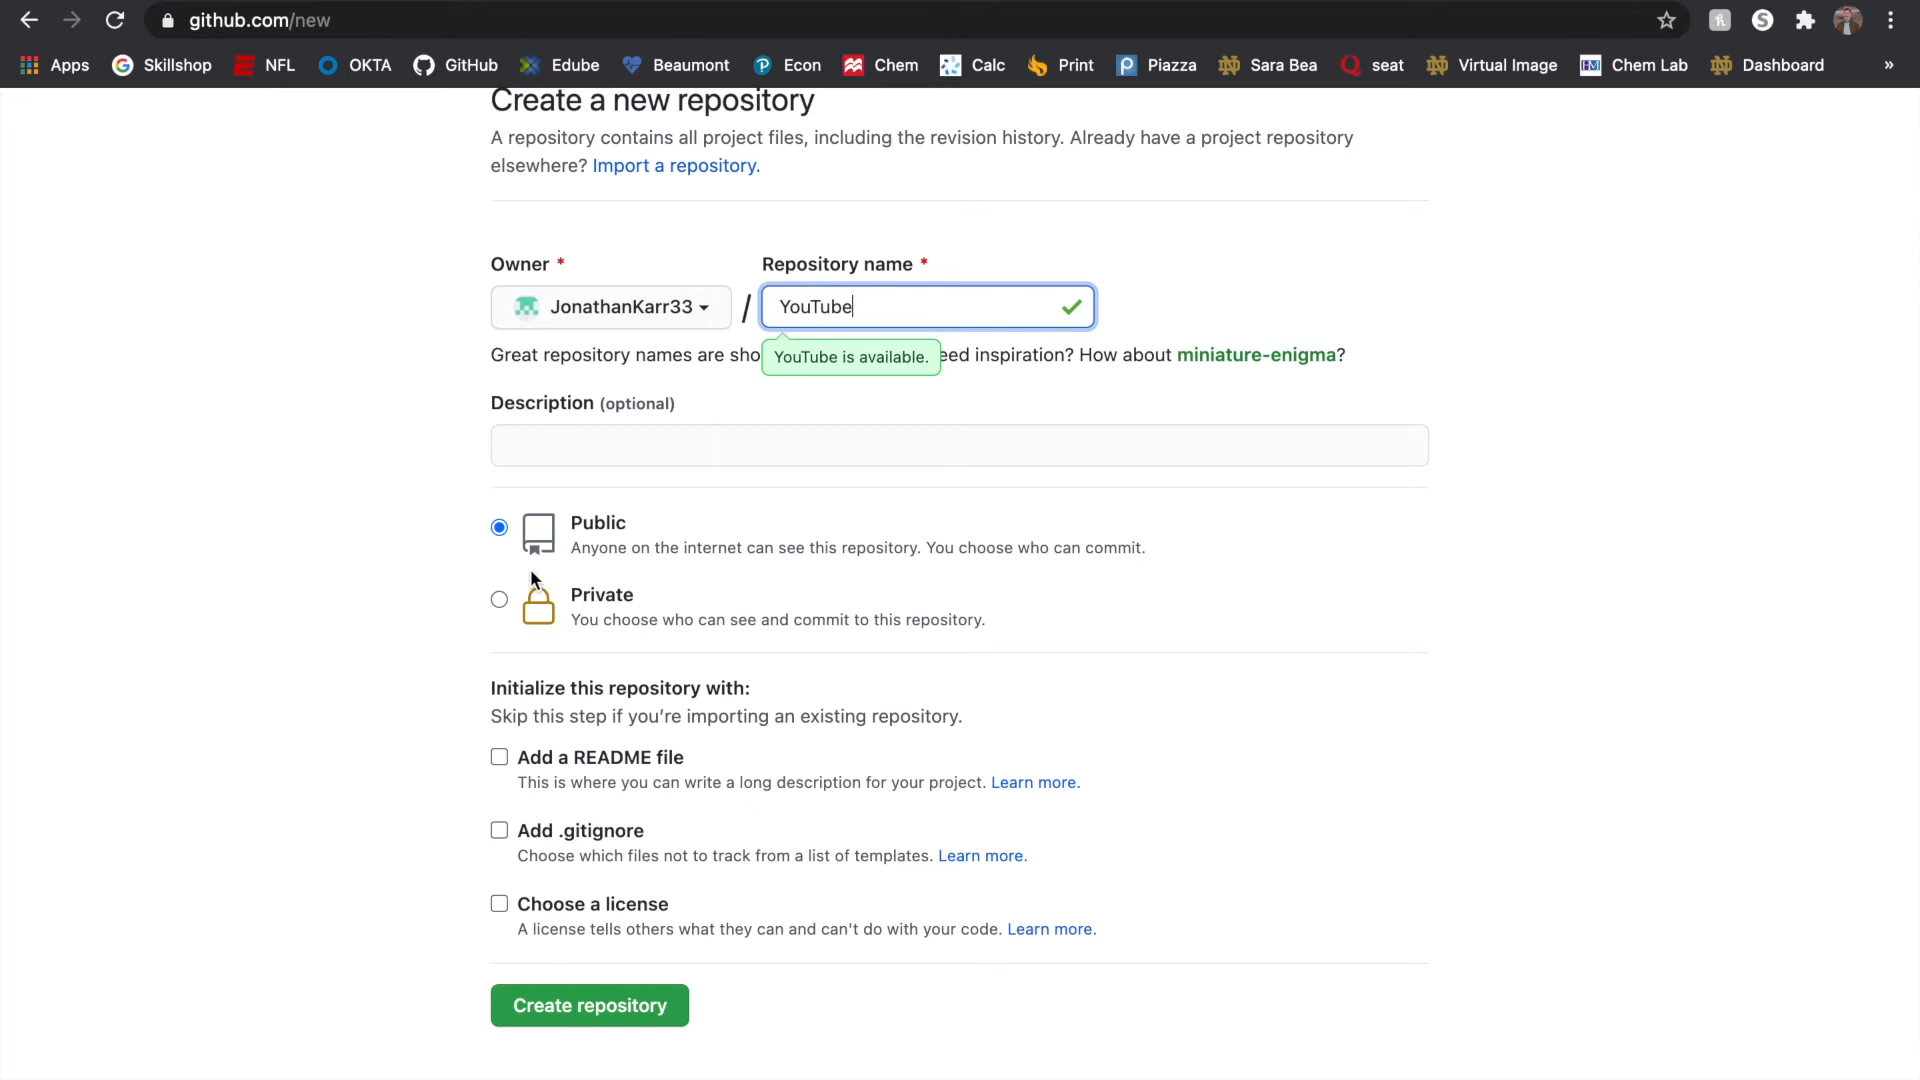 github.com/new
Apps Skillshop NFL OKTA GitHub Edube Beaumont Econ Chem Calc Print Piazza Sara Bea seat Virtual Image Chem Lab Dashboard »
Create a new repository
A repository contains all project files, including the revision history. Already have a project repository
elsewhere? Import a repository.
Owner * Repository name *
JonathanKarr33 / YouTube
Great repository names are sho YouTube is available. eed inspiration? How about miniature-enigma?
Description (optional)
Public
Anyone on the internet can see this repository. You choose who can commit.
Private
You choose who can see and commit to this repository.
Initialize this repository with:
Skip this step if you’re importing an existing repository.
Add a README file
This is where you can write a long description for your project. Learn more.
Add .gitignore
Choose which files not to track from a list of templates. Learn more.
Choose a license
A license tells others what they can and can't do with your code. Learn more.
Create repository